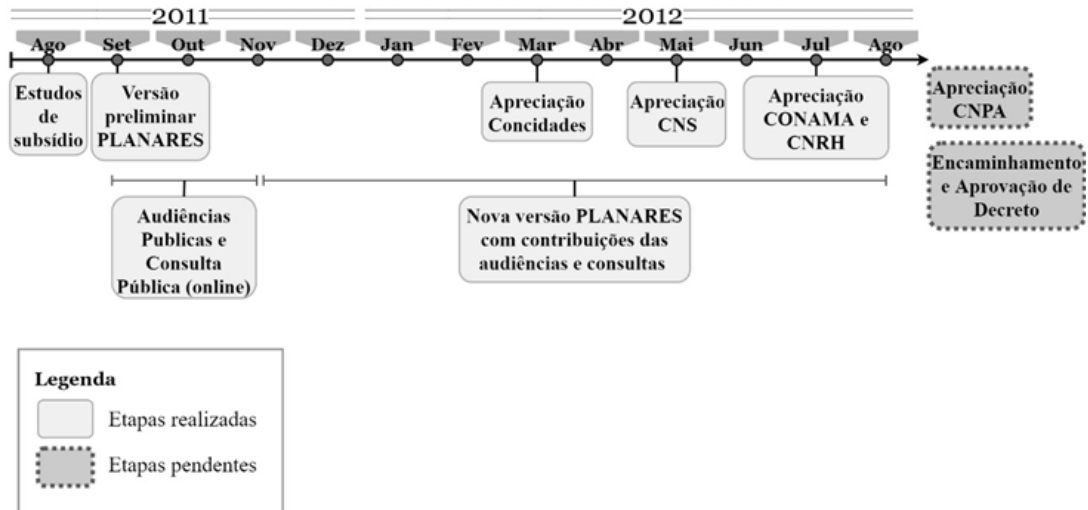 2011
2012
Ago Set Out Nov Dez Jan Fev Mar Abr Mai Jun Jul Ago
Estudos
de
subsídio
Versão
preliminar
PLANARES
Apreciação
Concidades
Apreciação
CNS
Apreciação
CONAMA e
CNRH
Apreciação
CNPA
Encaminhamento
e Aprovação de
Decreto
Audiências
Publicas e
Consulta
Pública (online)
Nova versão PLANARES
com contribuições das
audiências e consultas
Legenda
Etapas realizadas
Etapas pendentes